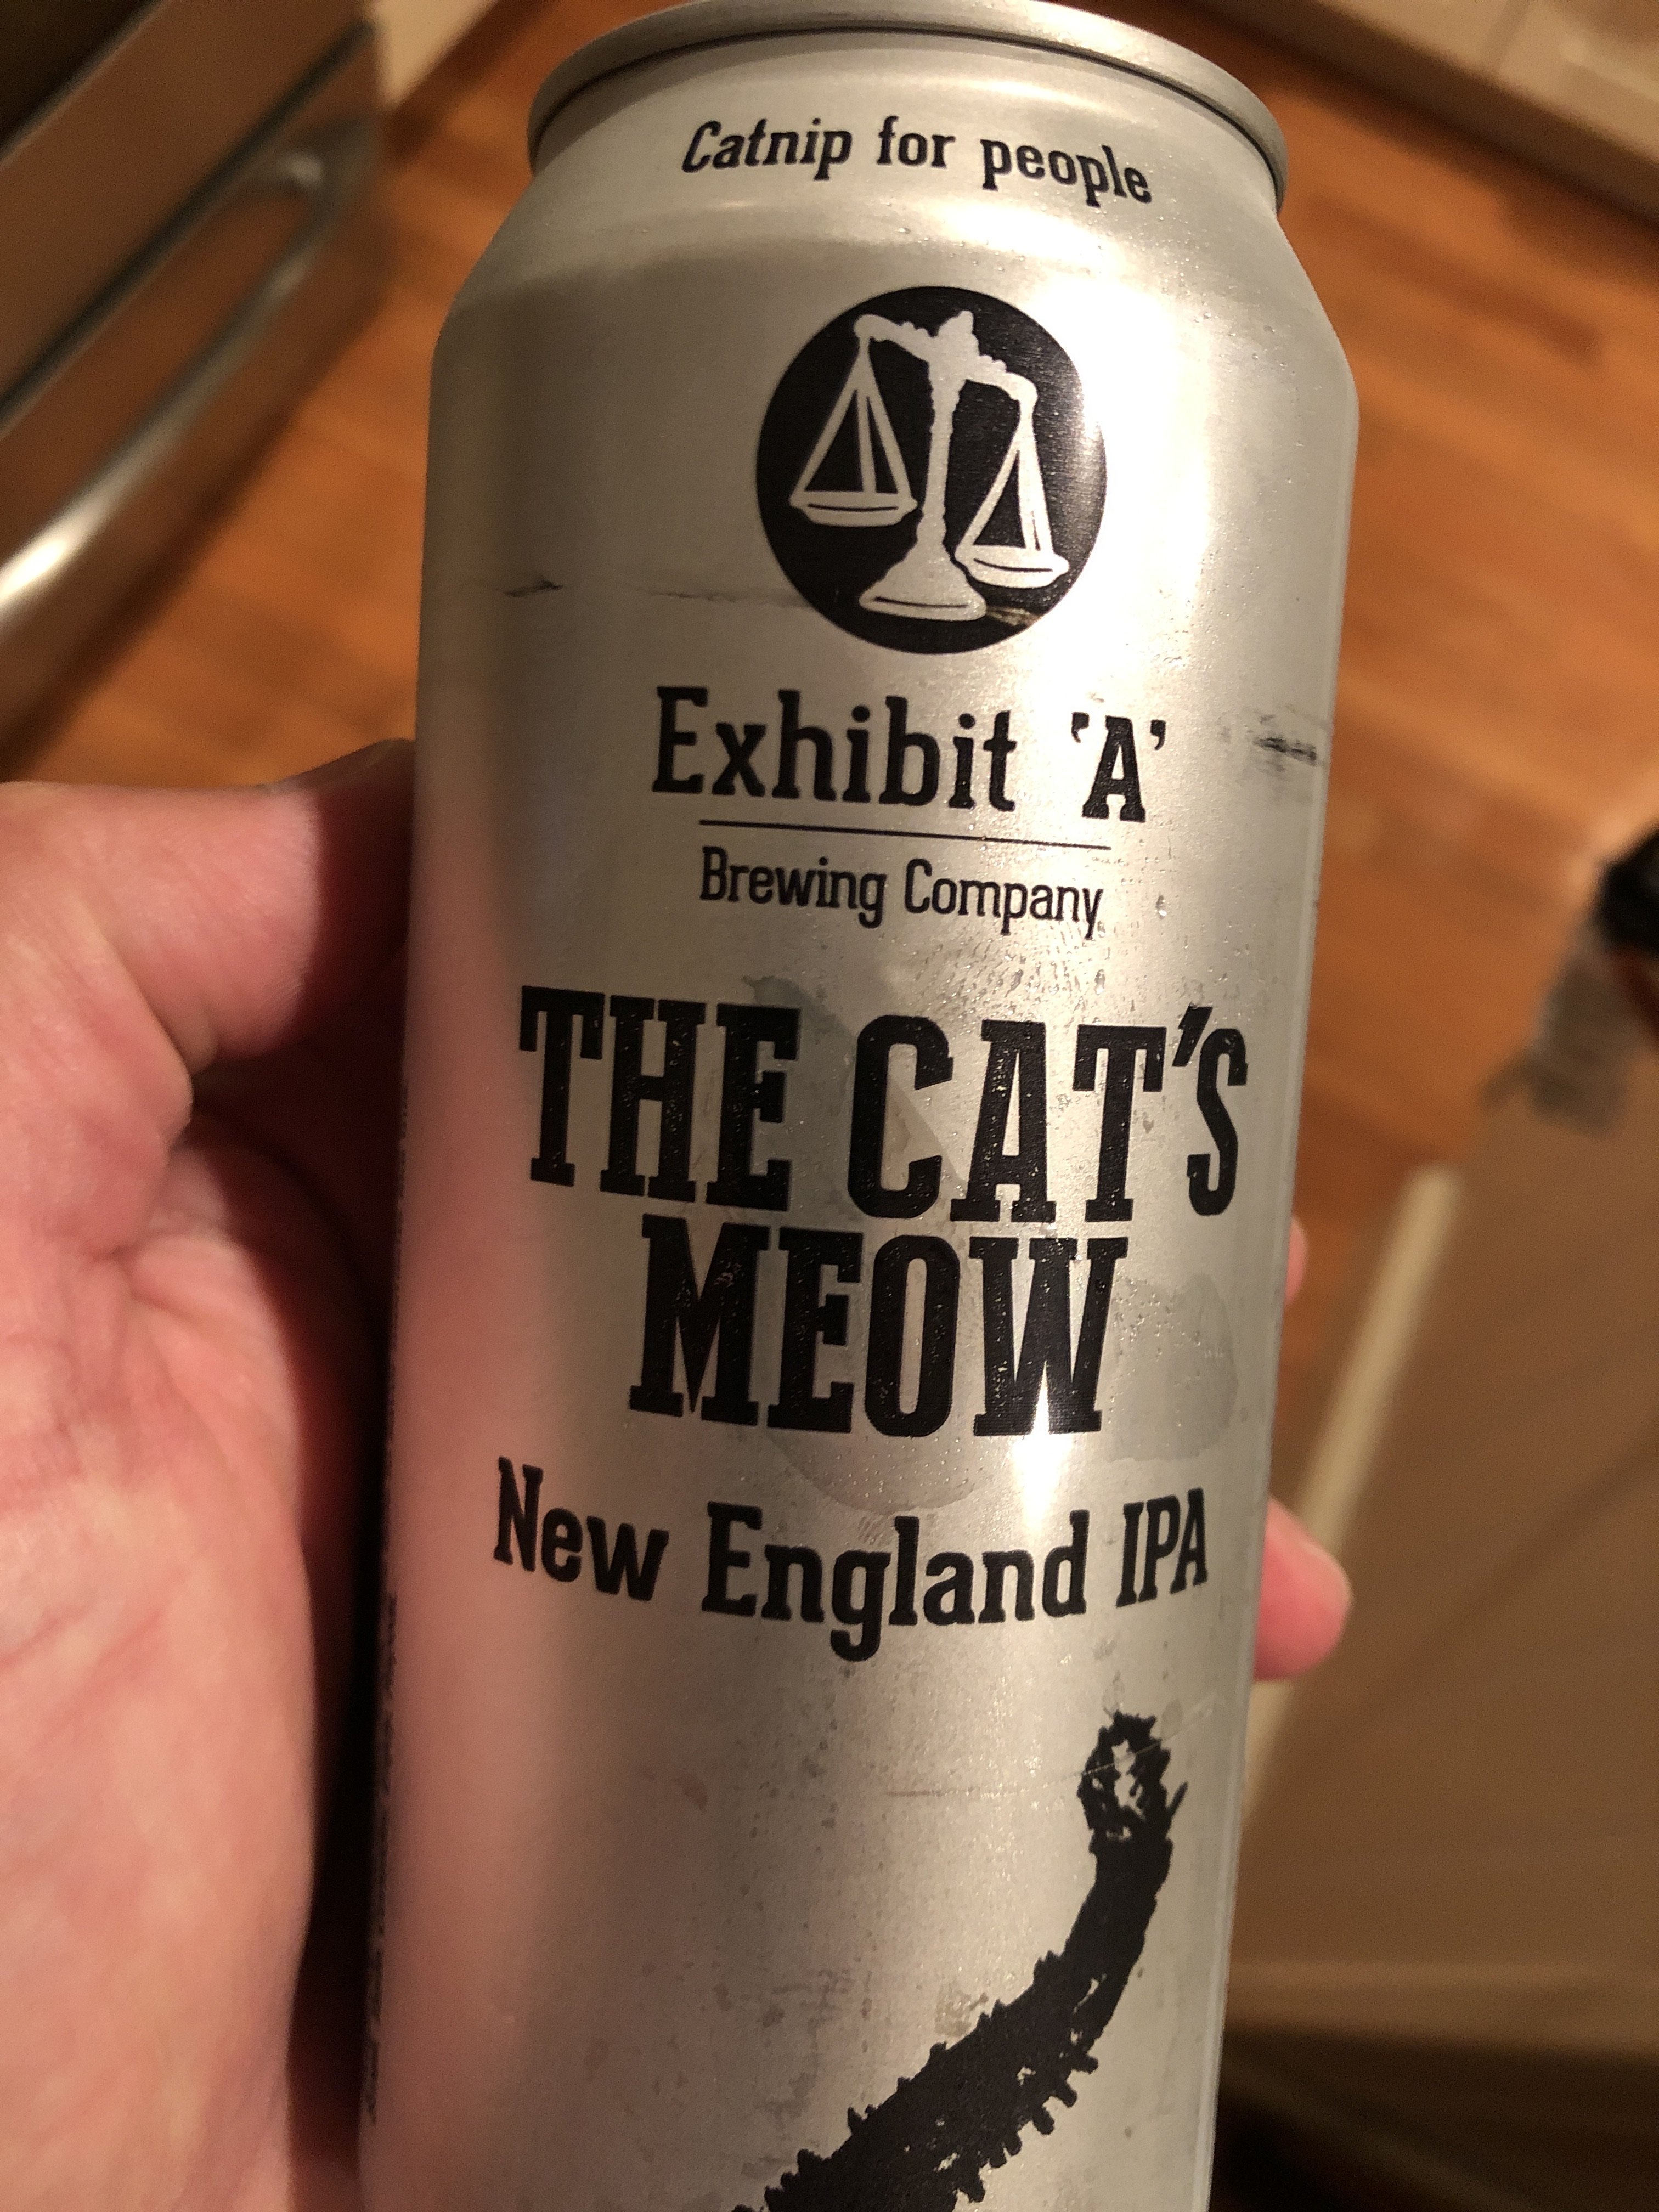 Catnip for people
Exhibit 'A'
Brewing Company
THE CAT'S
MEOW
New England IPA